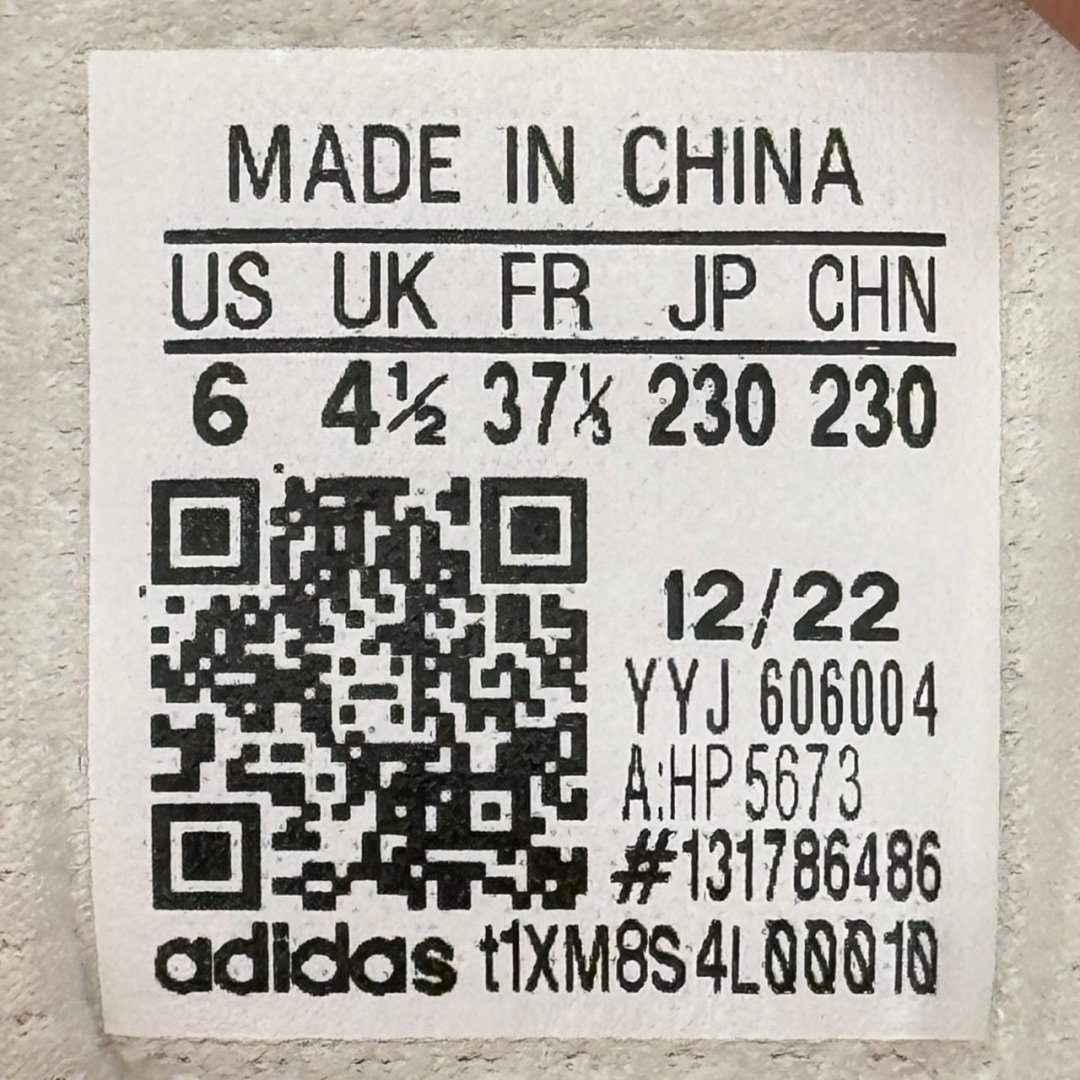 MADE IN CHINA
US UK FR JP CHN
6 4½ 37⅓ 230 230
12/22
YYJ 606004
A:HP5673
#131786486
adidas t1XM8S4L00010